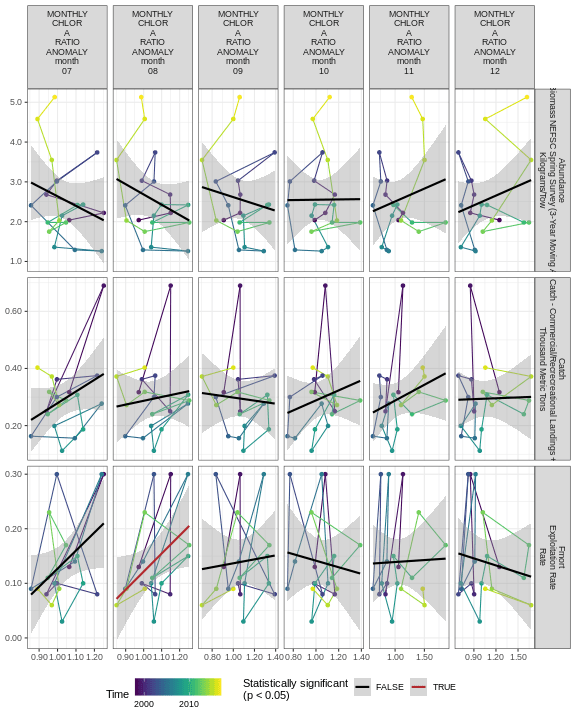 MONTHLY
CHLOR
A
RATIO
ANOMALY
month
07
MONTHLY
CHLOR
A
RATIO
ANOMALY
month
08
MONTHLY
CHLOR
A
RATIO
ANOMALY
month
09
MONTHLY
CHLOR
A
RATIO
ANOMALY
month
10
MONTHLY
CHLOR
A
RATIO
ANOMALY
month
11
MONTHLY
CHLOR
A
RATIO
ANOMALY
month
12
5.0
4.0
3.0
2.0
1.0
Abundance
Biomass NEFSC Spring Survey (3-Year Moving
Kilograms/Tow
0.60
0.40
0.20
Catch
Catch - Commercial/Recreational Landings +
Thousand Metric Tons
0.30
0.20
0.10
0.00
Fmort
Exploitation Rate
Rate
0.90 1.00 1.10 1.20
0.90 1.00 1.10 1.20
0.80 1.00 1.20 1.40
0.80 1.00 1.20 1.40
1.00 1.50
0.90 1.20 1.50
Time
2000 2010
Statistically significant
(p < 0.05)
FALSE
TRUE